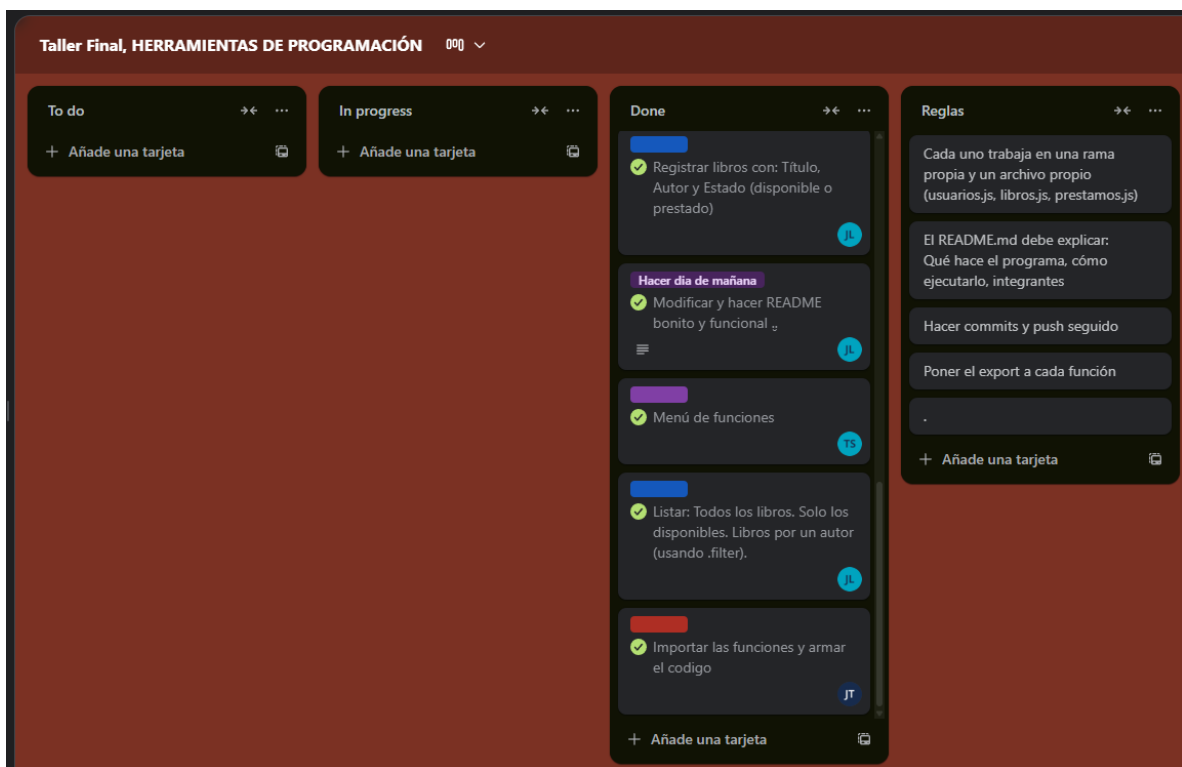 Taller Final, HERRAMIENTAS DE PROGRAMACIÓN
To do
Añade una tarjeta
In progress
Añade una tarjeta
Done
Registrar libros con: Título,
Autor y Estado (disponible o
prestado)
JL
Hacer dia de mañana
Modificar y hacer README
bonito y funcional
JL
Menú de funciones
TS
Listar: Todos los libros. Solo los
disponibles. Libros por un autor
(usando .filter).
JL
Importar las funciones y armar
el codigo
JT
Añade una tarjeta
Reglas
Cada uno trabaja en una rama
propia y un archivo propio
(usuarios.js, libros.js, prestamos.js)
El README.md debe explicar:
Qué hace el programa, cómo
ejecutarlo, integrantes
Hacer commits y push seguido
Poner el export a cada función
.
Añade una tarjeta